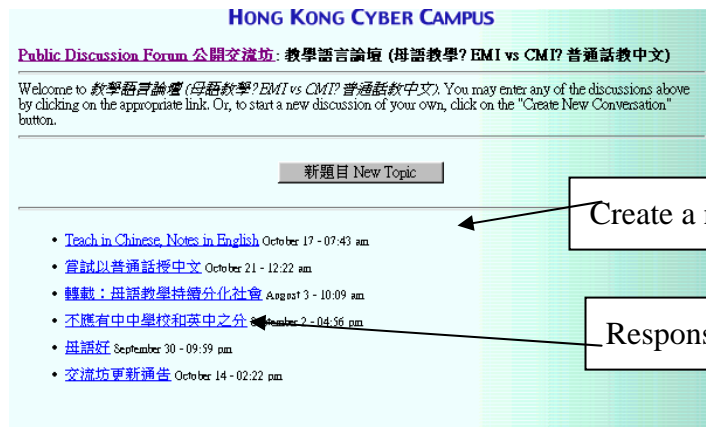 HONG KONG CYBER CAMPUS
Public Discussion Forum 公開交流坊: 教學語言論壇 (母語教學? EMI vs CMI? 普通話教中文)
Welcome to 教學語言論壇 (母語教學? EMI vs CMI? 普通話教中文). You may enter any of the discussions above
by clicking on the appropriate link. Or, to start a new discussion of your own, click on the "Create New Conversation"
button.
新題目 New Topic
Create a
• Teach in Chinese, Notes in English October 17 - 07:43 am
• 嘗試以普通話授中文 October 21 - 12:22 am
• 轉載：母語教學持續分化社會 August 3 - 10:09 am
• 不應有中中學校和英中之分 September 2 - 04:56 pm
Respons
• 母語好 September 30 - 09:59 pm
• 交流坊更新通告 October 14 - 02:22 pm